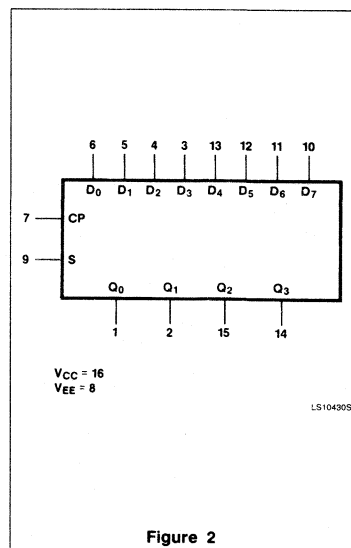 6 5 4 3 13 12 11 10
D0 D1 D2 D3 D4 D5 D6 D7
7 CP
9 S
Q0 Q1 Q2 Q3
1 2 15 14
VCC = 16
VEE = 8
LS10430S
Figure 2